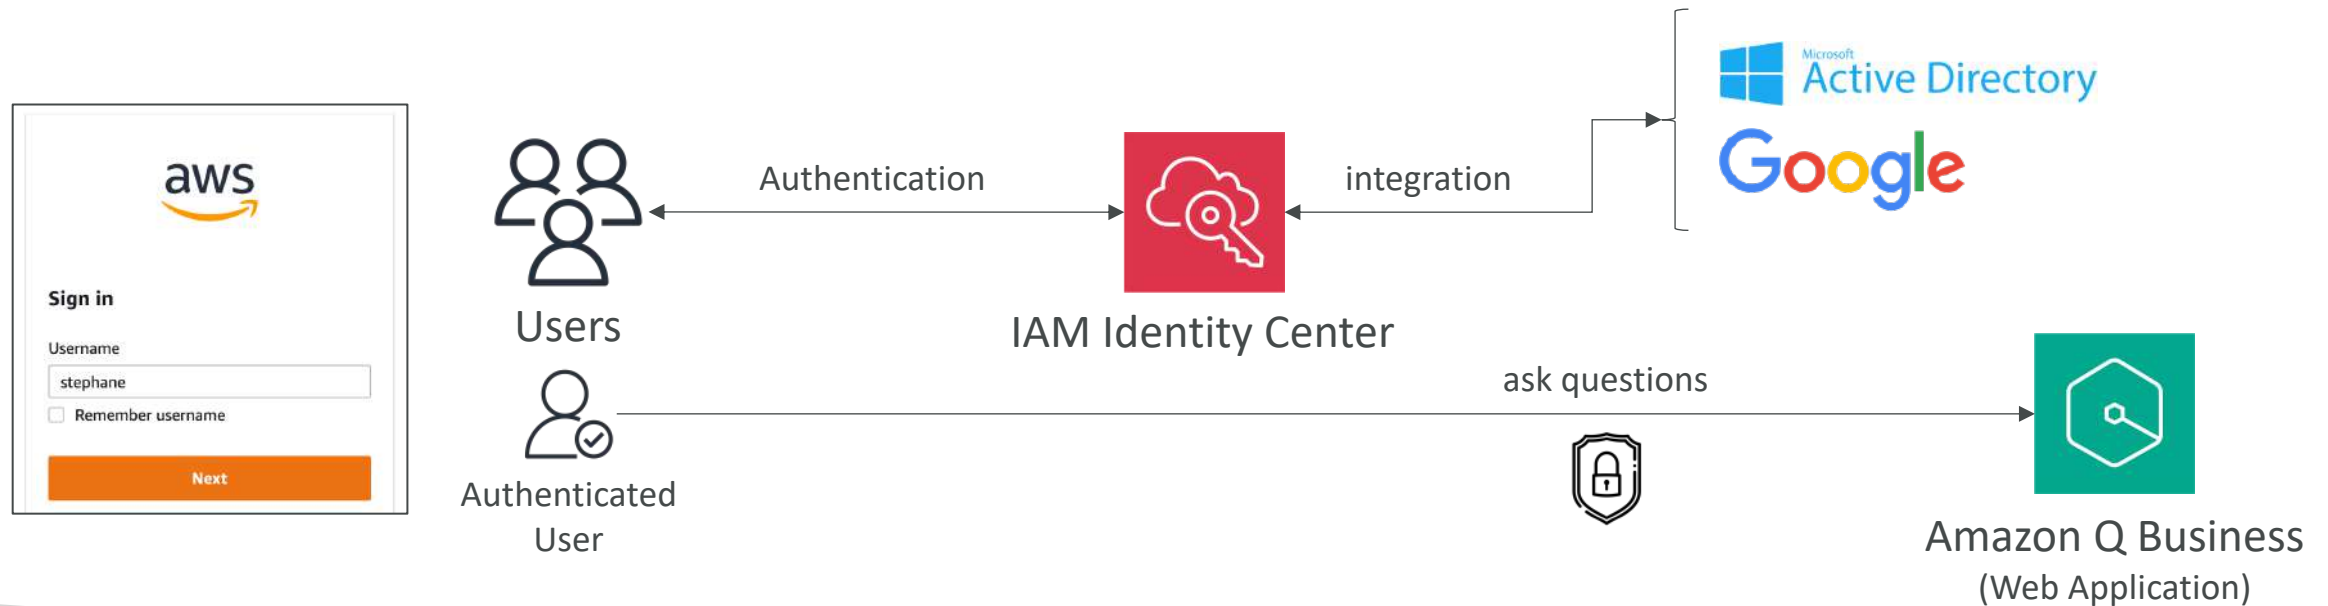 aws
Sign in
Username
stephane
Remember username
Next
Users
Authentication
IAM Identity Center
integration
Microsoft
Active Directory
Google
Authenticated
User
ask questions
Amazon Q Business
(Web Application)